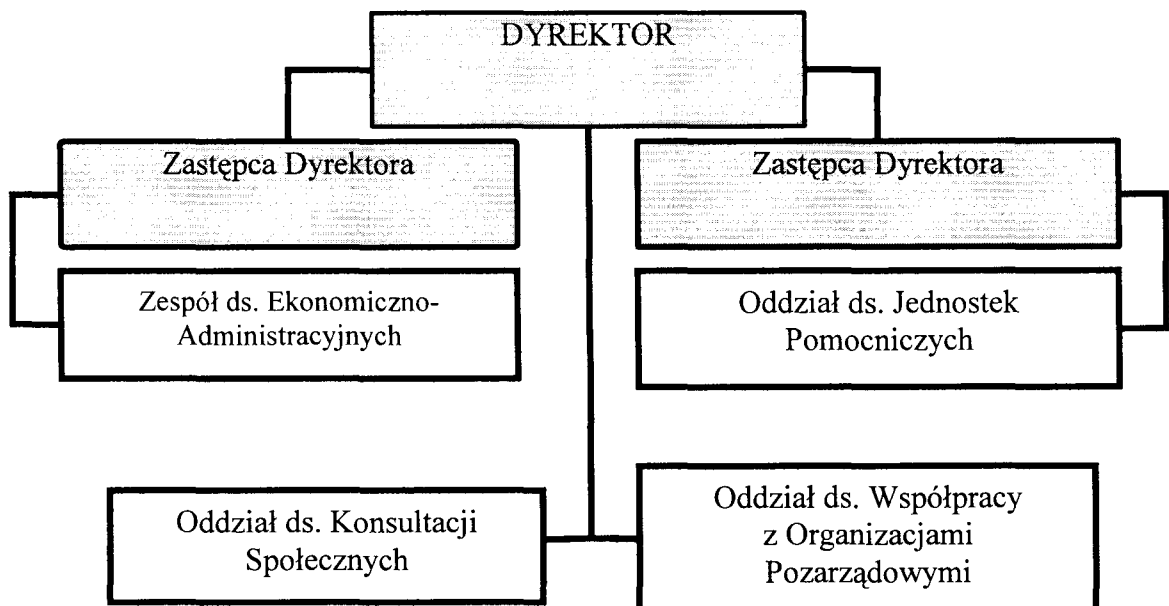 DYREKTOR
Zastępca Dyrektora
Zastępca Dyrektora
Zespół ds. Ekonomiczno-
Administracyjnych
Oddział ds. Jednostek
Pomocniczych
Oddział ds. Konsultacji
Społecznych
Oddział ds. Współpracy
z Organizacjami
Pozarządowymi